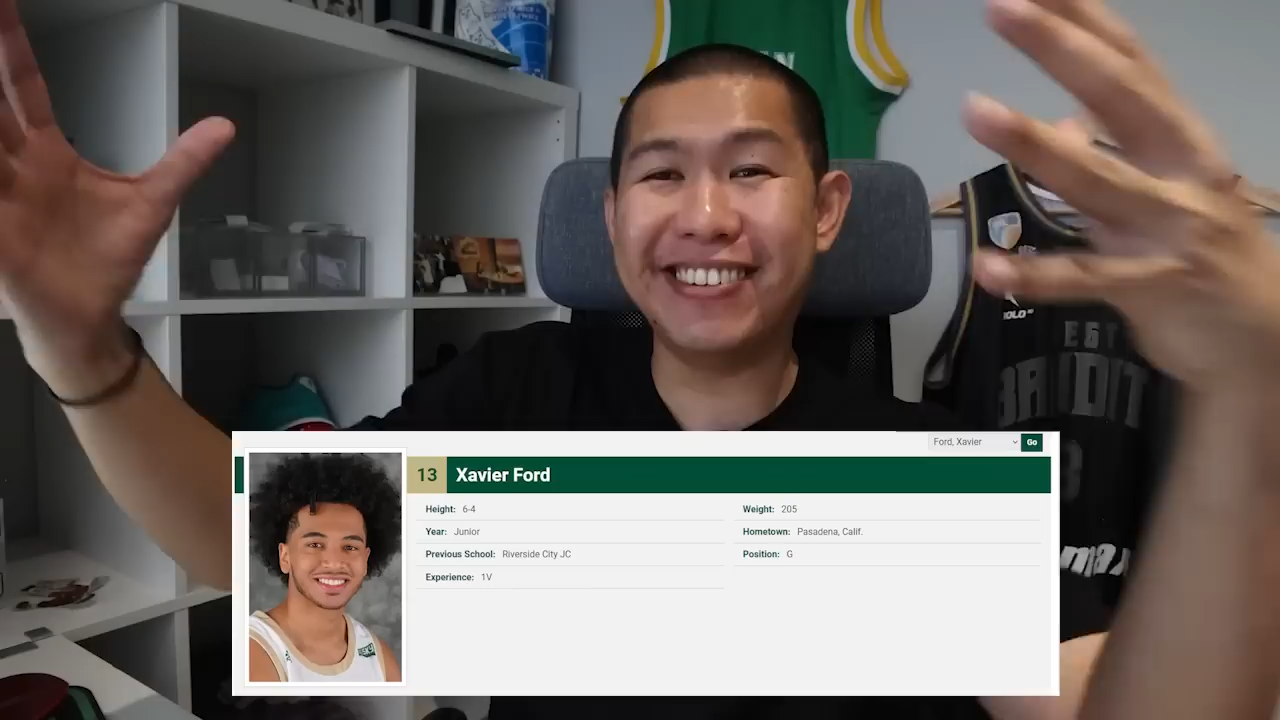 Ford, Xavier
Go
13 Xavier Ford
Height: 6-4
Weight: 205
Year: Junior
Hometown: Pasadena, Calif.
Previous School: Riverside City JC
Position: G
Experience: 1V